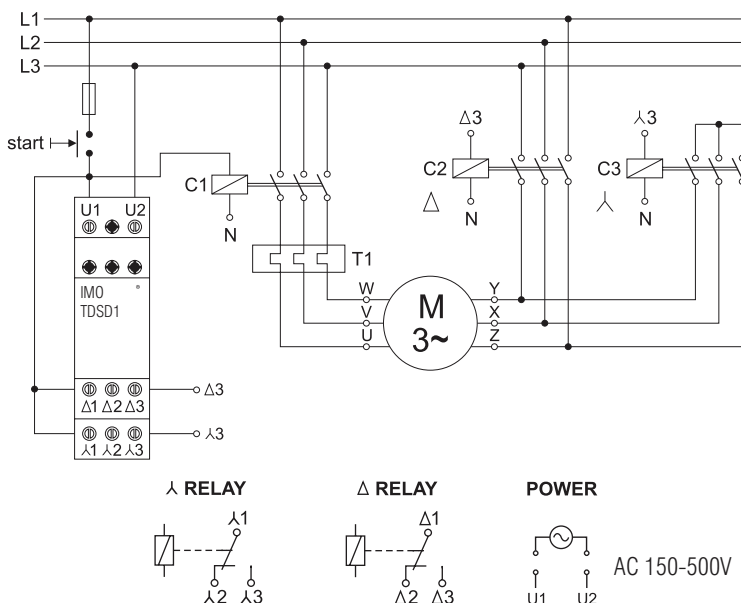 L1
L2
L3
start
U1 U2
IMO
TDSD1
Δ1 Δ2 Δ3
⅄1 ⅄2 ⅄3
Δ3
⅄3
C1
N
T1
W
V
U
M
3~
Y
X
Z
Δ3
C2
Δ
N
⅄3
C3
⅄
N
⅄ RELAY
⅄1
⅄2 ⅄3
Δ RELAY
Δ1
Δ2 Δ3
POWER
AC 150-500V
U1 U2